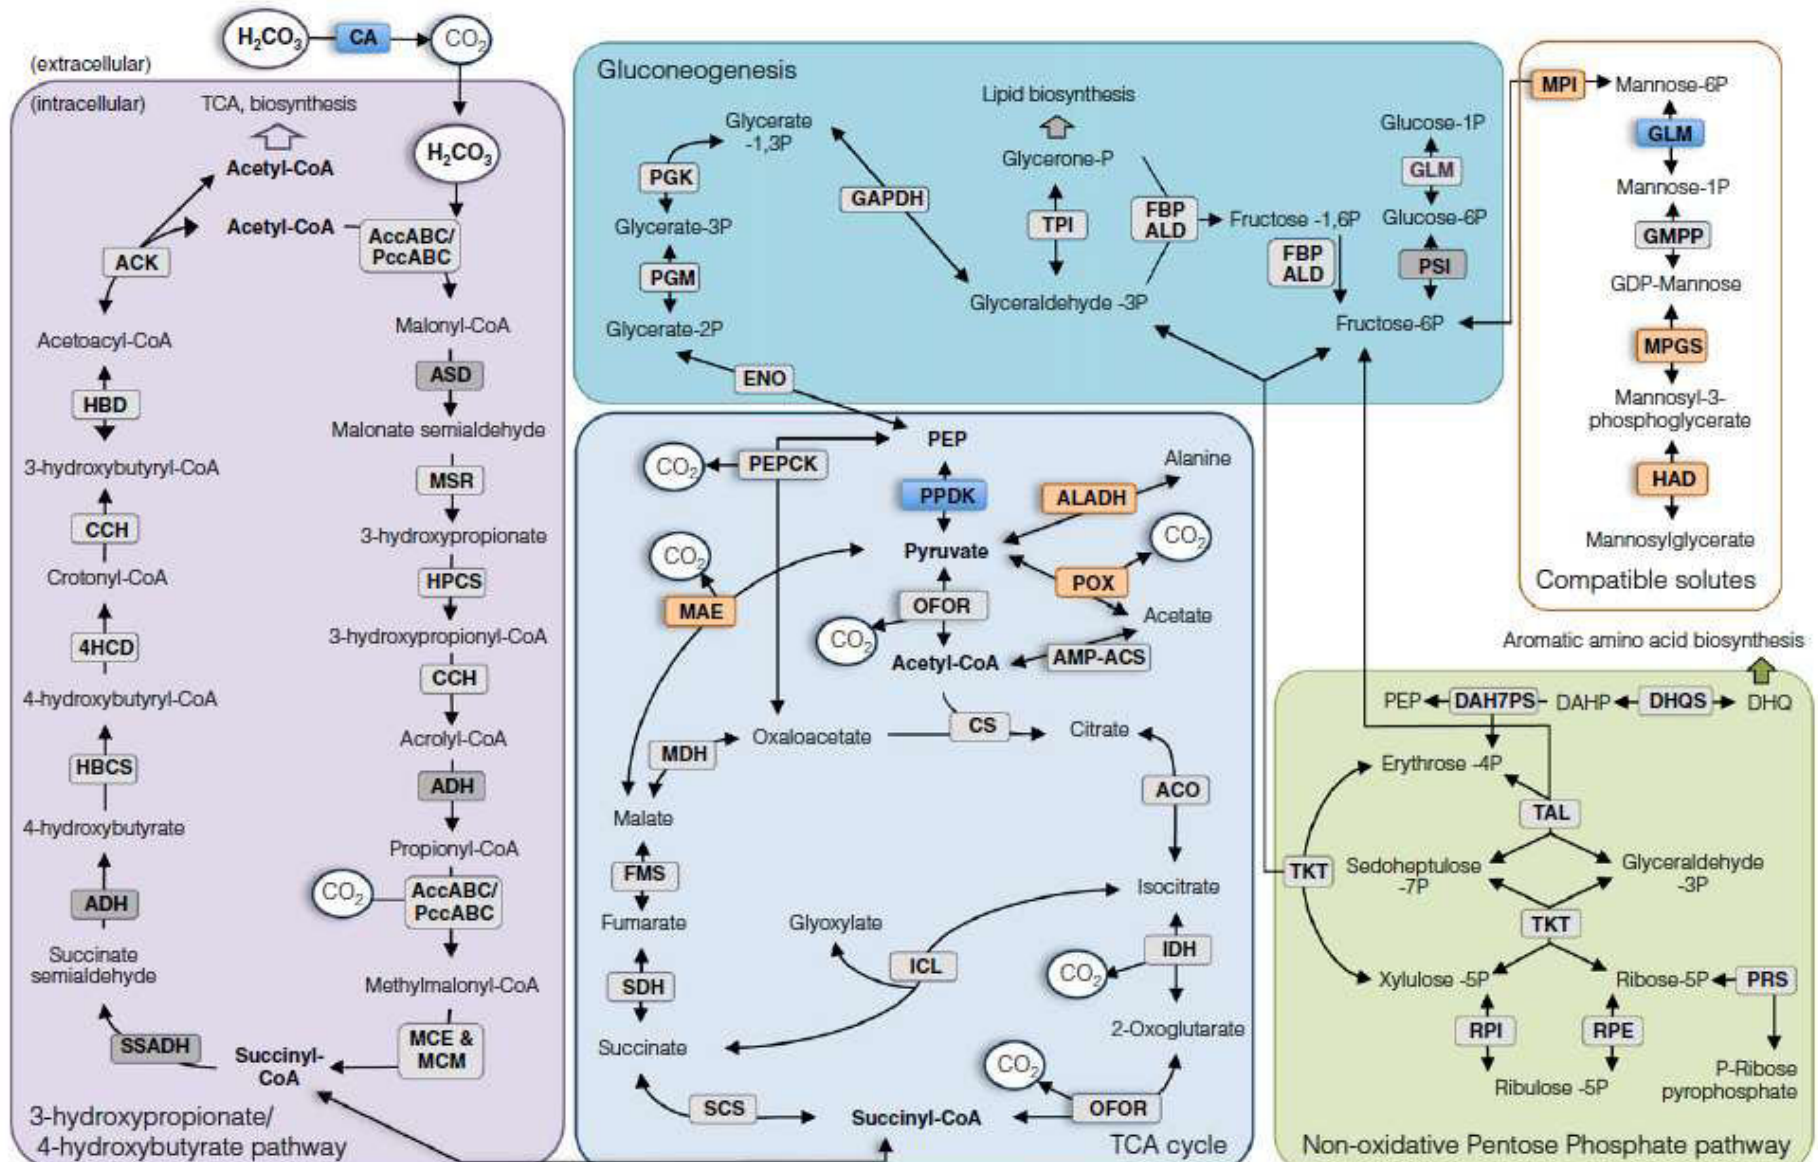 H2CO3
CA
CO2
(extracellular)
(intracellular)
TCA, biosynthesis
Acetyl-CoA
H2CO3
Acetyl-CoA
AccABC/
PccABC
ACK
Malonyl-CoA
Acetoacyl-CoA
ASD
HBD
Malonate semialdehyde
3-hydroxybutyryl-CoA
MSR
CCH
3-hydroxypropionate
Crotonyl-CoA
HPCS
4HCD
3-hydroxypropionyl-CoA
CCH
4-hydroxybutyryl-CoA
Acrolyl-CoA
HBCS
ADH
4-hydroxybutyrate
Propionyl-CoA
CO2
AccABC/
PccABC
ADH
Succinate
semialdehyde
Methylmalonyl-CoA
SSADH
MCE &
MCM
Succinyl-
CoA
3-hydroxypropionate/
4-hydroxybutyrate pathway
Gluconeogenesis
Glycerate
-1,3P
PGK
Glycerate-3P
PGM
Glycerate-2P
ENO
GAPDH
Lipid biosynthesis
Glycerone-P
TPI
Glyceraldehyde -3P
FBP
ALD
Fructose -1,6P
FBP
ALD
Glucose-1P
GLM
Glucose-6P
PSI
Fructose-6P
MPI
Mannose-6P
GLM
Mannose-1P
GMPP
GDP-Mannose
MPGS
Mannosyl-3-
phosphoglycerate
HAD
Mannosylglycerate
Compatible solutes
PEP
CO2
PEPCK
PPDK
ALADH
Alanine
CO2
Pyruvate
CO2
POX
MAE
OFOR
Acetate
CO2
AMP-ACS
Acetyl-CoA
CS
MDH
Oxaloacetate
Citrate
ACO
Malate
FMS
Isocitrate
Fumarate
Glyoxylate
ICL
IDH
CO2
SDH
2-Oxoglutarate
Succinate
CO2
SCS
Succinyl-CoA
OFOR
TCA cycle
Aromatic amino acid biosynthesis
PEP
DAH7PS
DAHP
DHQS
DHQ
Erythrose -4P
TAL
TKT
Sedoheptulose
-7P
Glyceraldehyde
-3P
TKT
Xylulose -5P
Ribose-5P
PRS
RPI
RPE
Ribulose -5P
P-Ribose
pyrophosphate
Non-oxidative Pentose Phosphate pathway